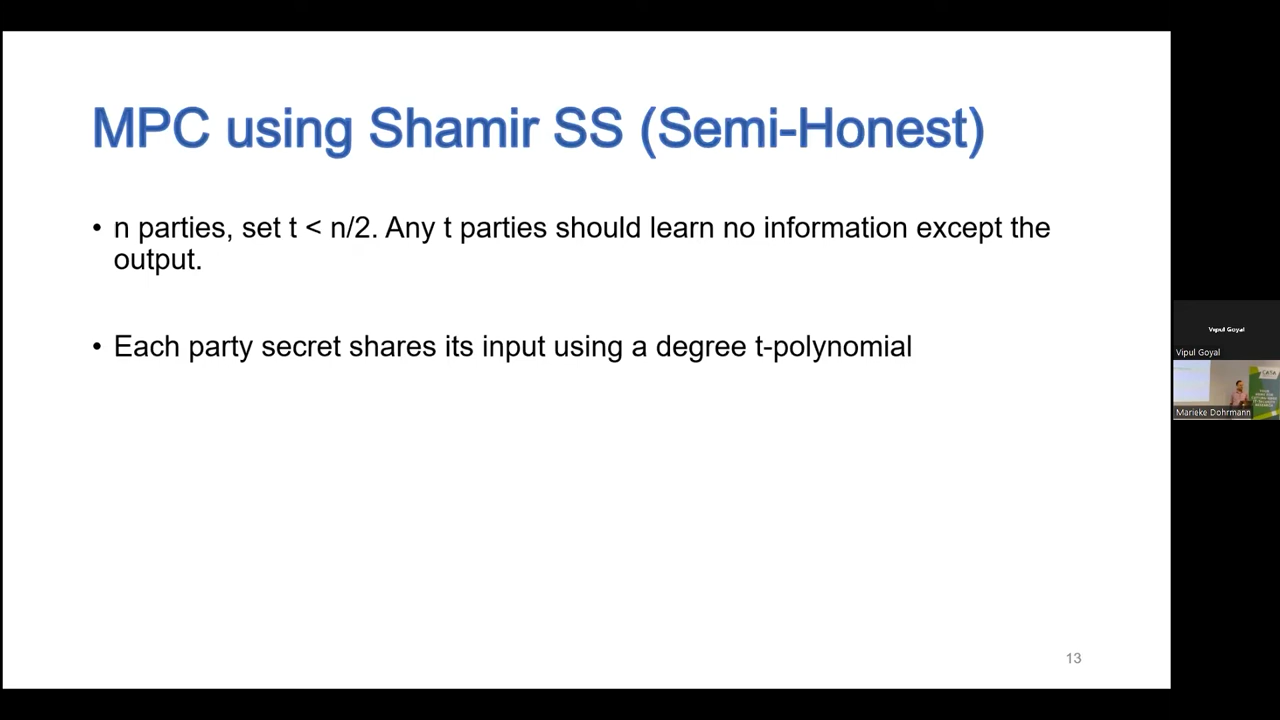 MPC using Shamir SS (Semi-Honest)
• n parties, set t < n/2. Any t parties should learn no information except the
output.
• Each party secret shares its input using a degree t-polynomial
13
Vipul Goyal
Vipul Goyal
CASA
Marieke Dohrmann